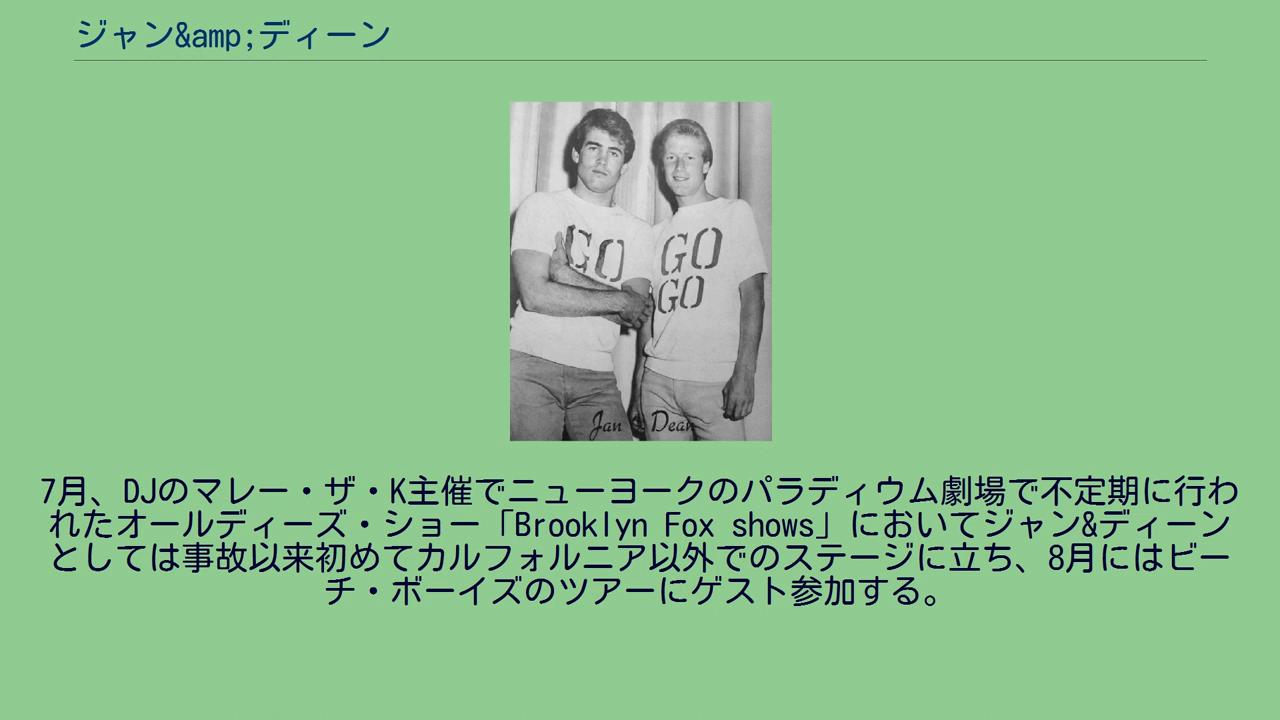 ジャン&amp;ディーン
GO
GO
GO
Jan & Dean
7月、DJのマレー・ザ・K主催でニューヨークのパラディウム劇場で不定期に行わ
れたオールディーズ・ショー「Brooklyn Fox shows」においてジャン&ディーン
としては事故以来初めてカルフォルニア以外でのステージに立ち、8月にはビー
チ・ボーイズのツアーにゲスト参加する。